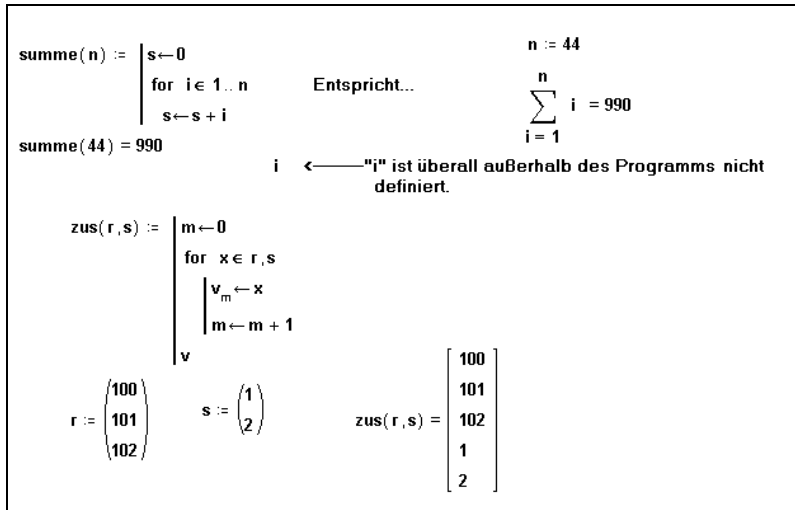 summe(n) := s←0
for i∈ 1..n
s←s + i
Entspricht...
n := 44
n
∑ i = 990
i = 1
summe(44) = 990
i <——"i" ist überall außerhalb des Programms nicht
definiert.
zus(r,s) := m←0
for x∈ r,s
v_m←x
m←m + 1
v
r := (100
101
102)
s := (1
2)
zus(r,s) = [100
101
102
1
2]